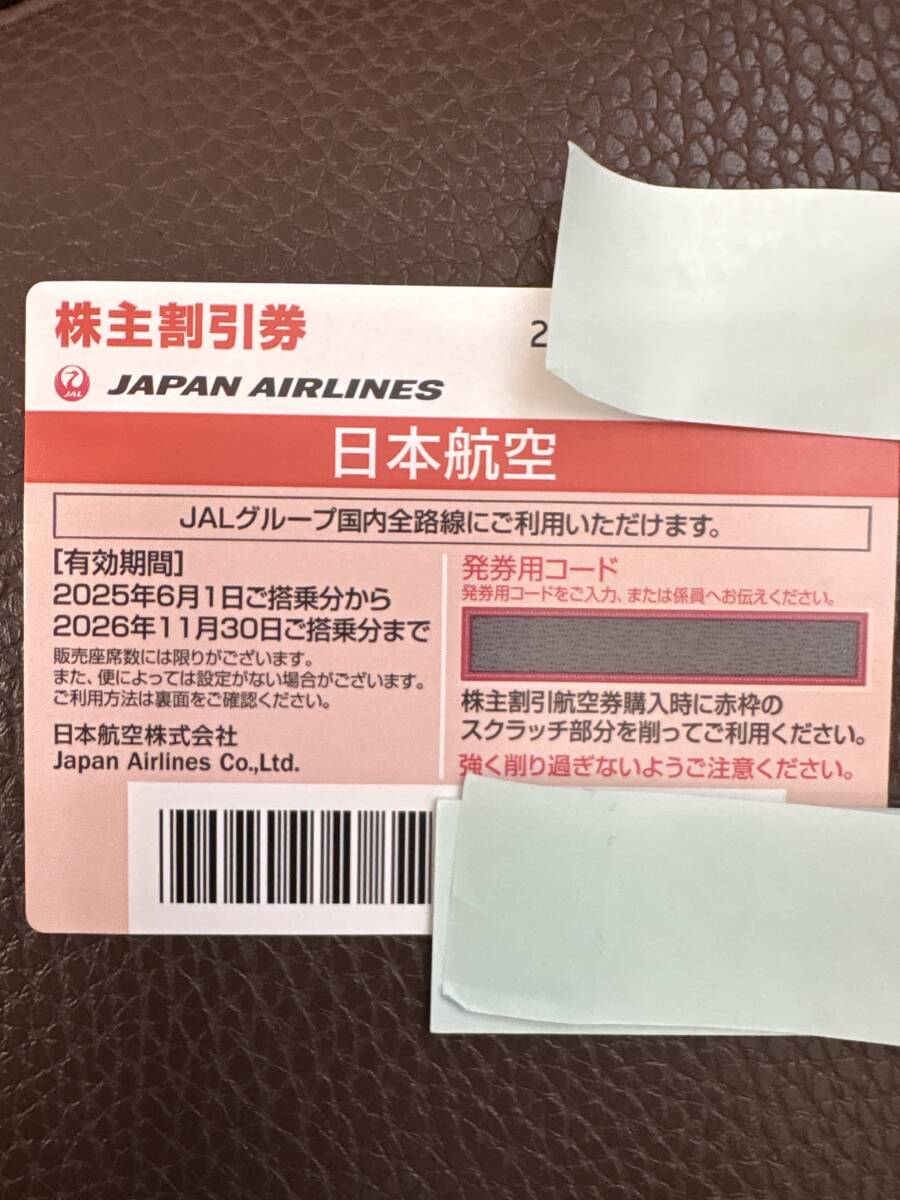 株主割引券
2
JAL
JAPAN AIRLINES
日本航空
JALグループ国内全路線にご利用いただけます。
[有効期間]
2025年6月1日ご搭乗分から
2026年11月30日ご搭乗分まで
販売座席数には限りがございます。
また、便によっては設定がない場合がございます。
ご利用方法は裏面をご確認ください。
日本航空株式会社
Japan Airlines Co.,Ltd.
発券用コード
発券用コードをご入力、または係員へお伝えください。
株主割引航空券購入時に赤枠の
スクラッチ部分を削ってご利用ください。
強く削り過ぎないようご注意ください。